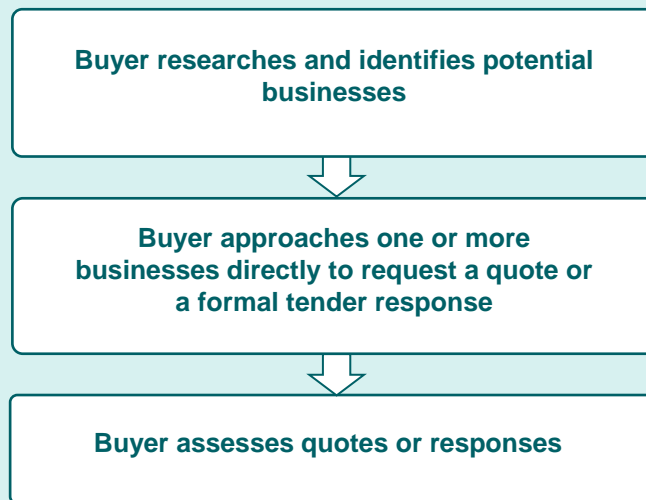 Buyer researches and identifies potential
businesses
Buyer approaches one or more
businesses directly to request a quote or
a formal tender response
Buyer assesses quotes or responses